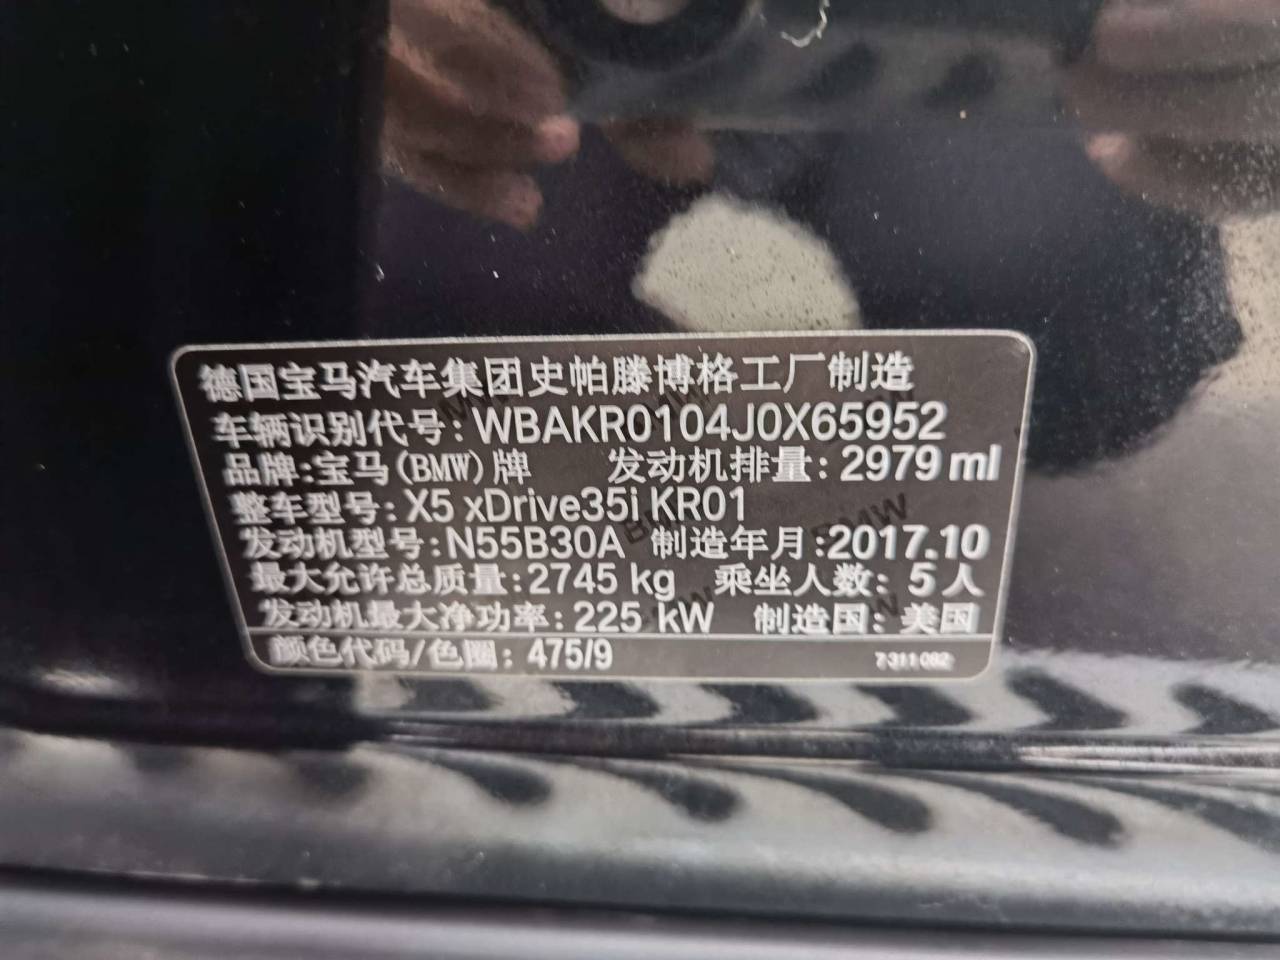 德国宝马汽车集团史帕滕博格工厂制造
车辆识别代号:WBAKR0104J0X65952
品牌:宝马(BMW)牌 发动机排量:2979 ml
整车型号:X5 xDrive35i KR01
发动机型号:N55B30A 制造年月:2017.10
最大允许总质量:2745 kg 乘坐人数:5人
发动机最大净功率:225 kW 制造国:美国
颜色代码/色圈:475/9 7 311 082